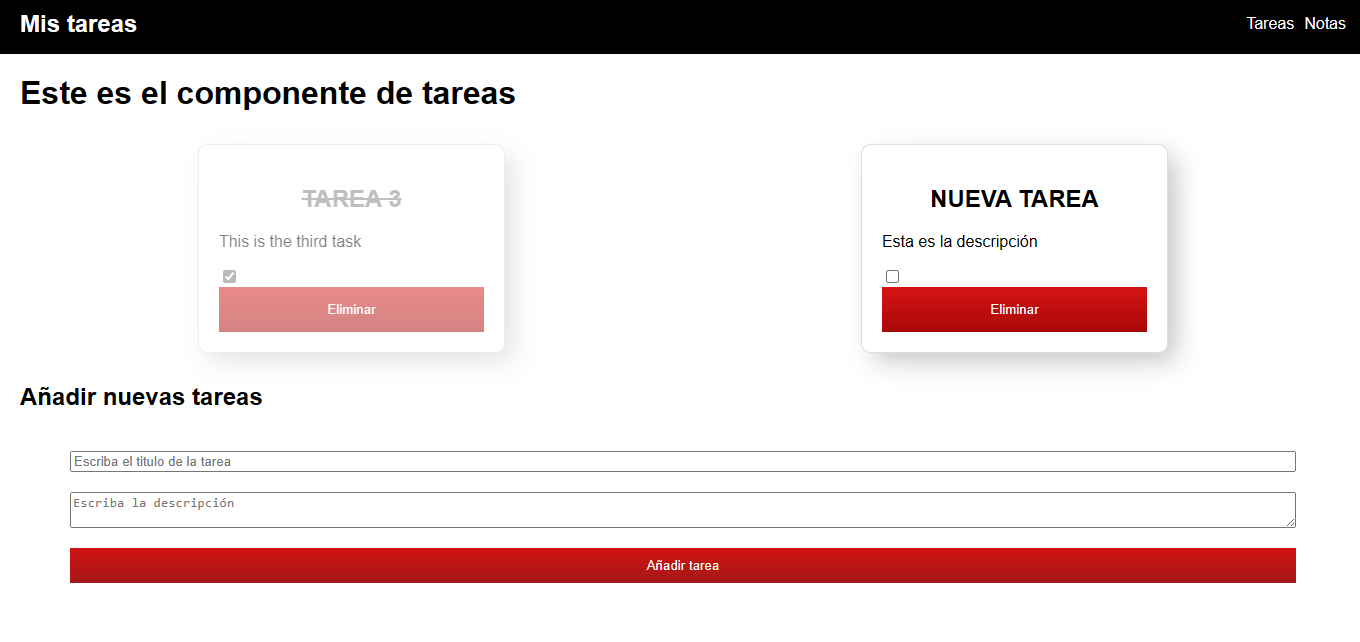 Mis tareas
Tareas Notas
Este es el componente de tareas
TAREA 3
This is the third task
Eliminar
NUEVA TAREA
Esta es la descripción
Eliminar
Añadir nuevas tareas
Escriba el titulo de la tarea
Escriba la descripción
Añadir tarea